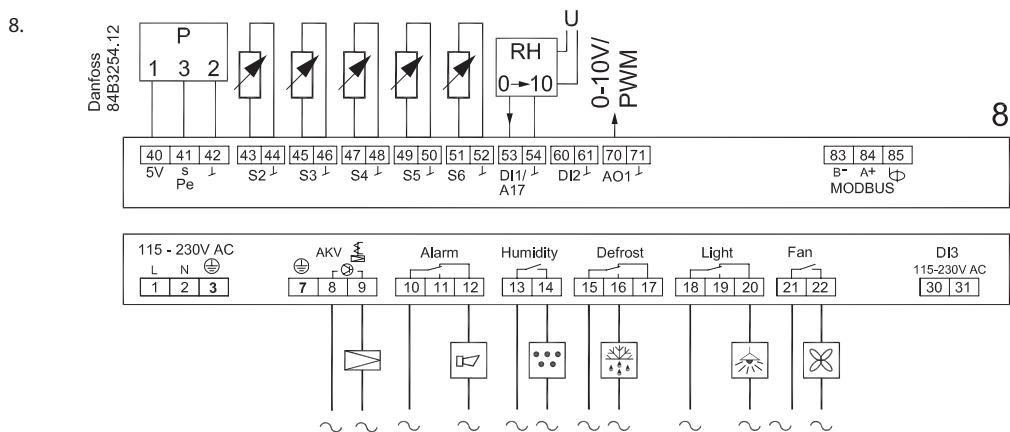 8.
Danfoss
84B3254.12
P
1 3 2
RH
0→10
U
0-10V/
PWM
8
40 41 42 43 44 45 46 47 48 49 50 51 52 53 54 60 61 70 71 83 84 85
5V s S2 S3 S4 S5 S6 DI1/ DI2 AO1 B- A+
Pe A17 MODBUS
115 - 230V AC AKV Alarm Humidity Defrost Light Fan DI3
L N 115-230V AC
1 2 3 7 8 9 10 11 12 13 14 15 16 17 18 19 20 21 22 30 31